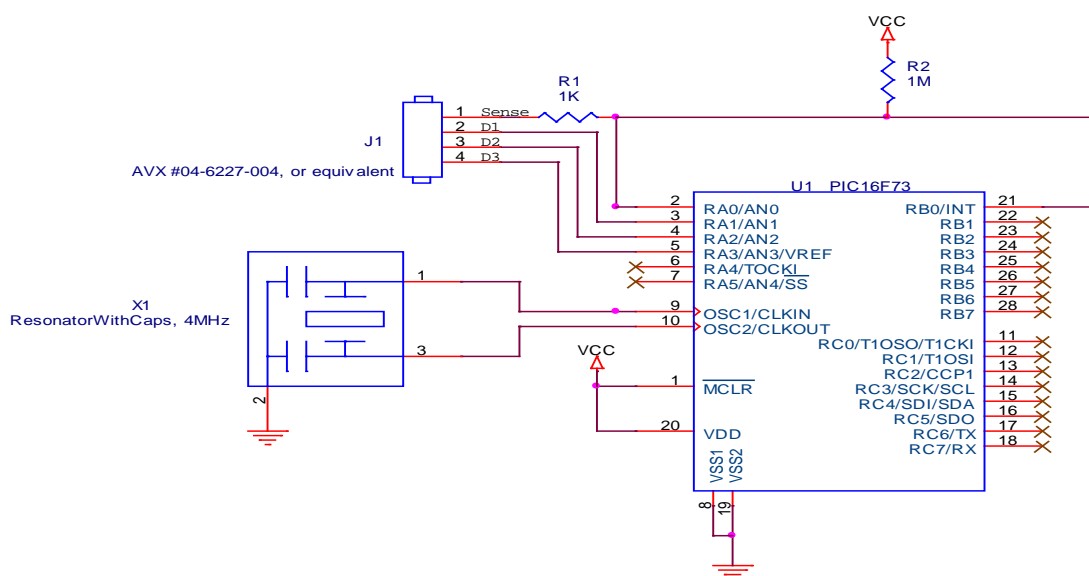 VCC
R2
1M
R1
1K
J1
1 Sense
2 D1
3 D2
4 D3
AVX #04-6227-004, or equivalent
U1 PIC16F73
2 RA0/AN0
3 RA1/AN1
4 RA2/AN2
5 RA3/AN3/VREF
6 RA4/TOCKI
7 RA5/AN4/SS
9 OSC1/CLKIN
10 OSC2/CLKOUT
1 MCLR
20 VDD
VSS1 8
VSS2 19
RB0/INT 21
RB1 22
RB2 23
RB3 24
RB4 25
RB5 26
RB6 27
RB7 28
RC0/T1OSO/T1CKI 11
RC1/T1OSI 12
RC2/CCP1 13
RC3/SCK/SCL 14
RC4/SDI/SDA 15
RC5/SDO 16
RC6/TX 17
RC7/RX 18
X1
ResonatorWithCaps, 4MHz
1
3
2
VCC